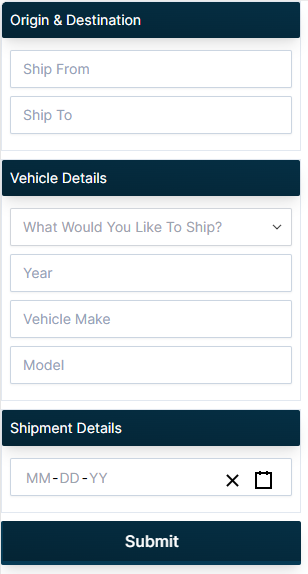 Origin & Destination
Ship From
Ship To
Vehicle Details
What Would You Like To Ship?
Year
Vehicle Make
Model
Shipment Details
MM-DD-YY
Submit